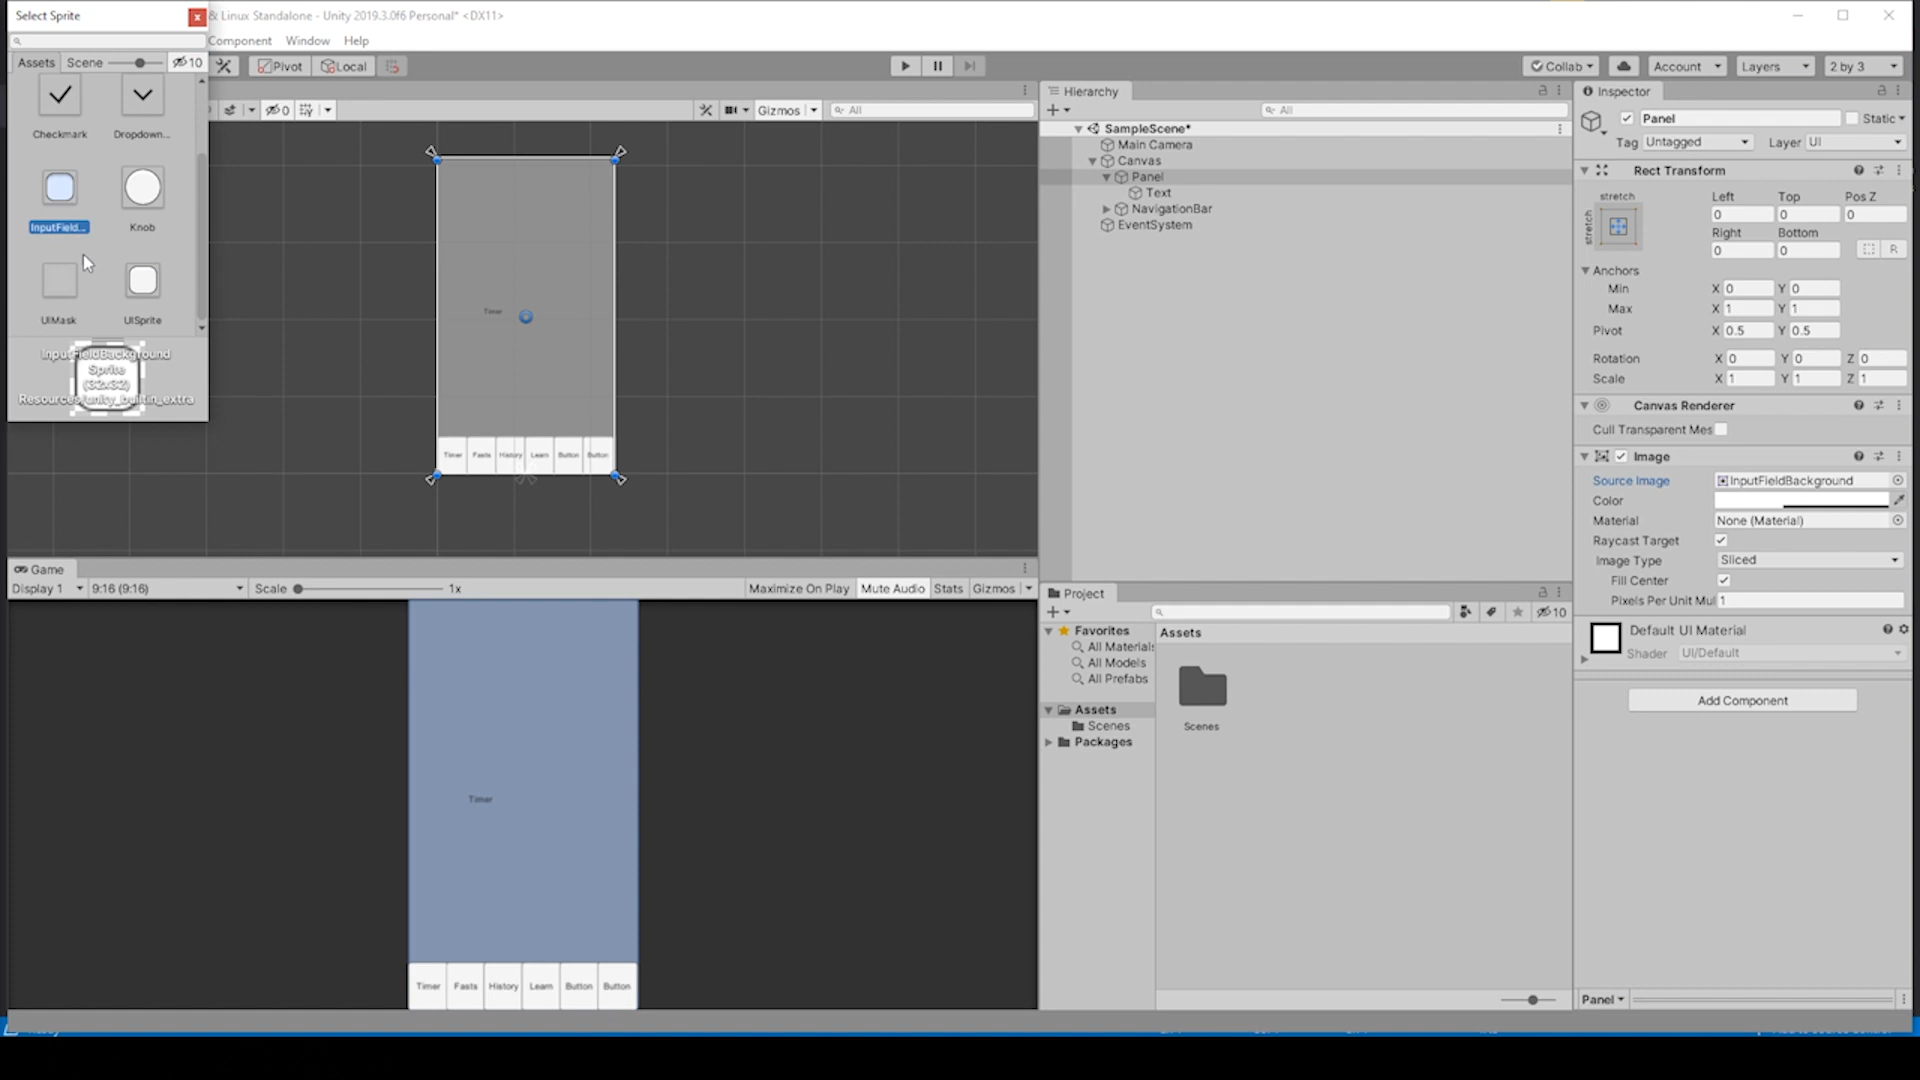 Select Sprite
& Linux Standalone - Unity 2019.3.0f6 Personal* <DX11>
Component Window Help
Assets Scene 10
Pivot Local
Collab Account Layers 2 by 3
0 Gizmos All
Checkmark Dropdown...
InputField... Knob
UIMask UISprite
InputFieldBackground
Sprite
(32x32)
Resources/unity_builtin_extra
Timer
Timer Fasts History Learn Button Button
Hierarchy
All
SampleScene*
Main Camera
Canvas
Panel
Text
NavigationBar
EventSystem
Game
Display 1 9:16 (9:16) Scale 1x Maximize On Play Mute Audio Stats Gizmos
Timer
Timer Fasts History Learn Button Button
Project
10
Favorites
All Materials
All Models
All Prefabs
Assets
Scenes
Packages
Assets
Scenes
Inspector
Panel Static
Tag Untagged Layer UI
Rect Transform
stretch Left Top Pos Z
stretch 0 0 0
Right Bottom
0 0 R
Anchors
Min X 0 Y 0
Max X 1 Y 1
Pivot X 0.5 Y 0.5
Rotation X 0 Y 0 Z 0
Scale X 1 Y 1 Z 1
Canvas Renderer
Cull Transparent Mes
Image
Source Image InputFieldBackground
Color
Material None (Material)
Raycast Target
Image Type Sliced
Fill Center
Pixels Per Unit Mul 1
Default UI Material
Shader UI/Default
Add Component
Panel